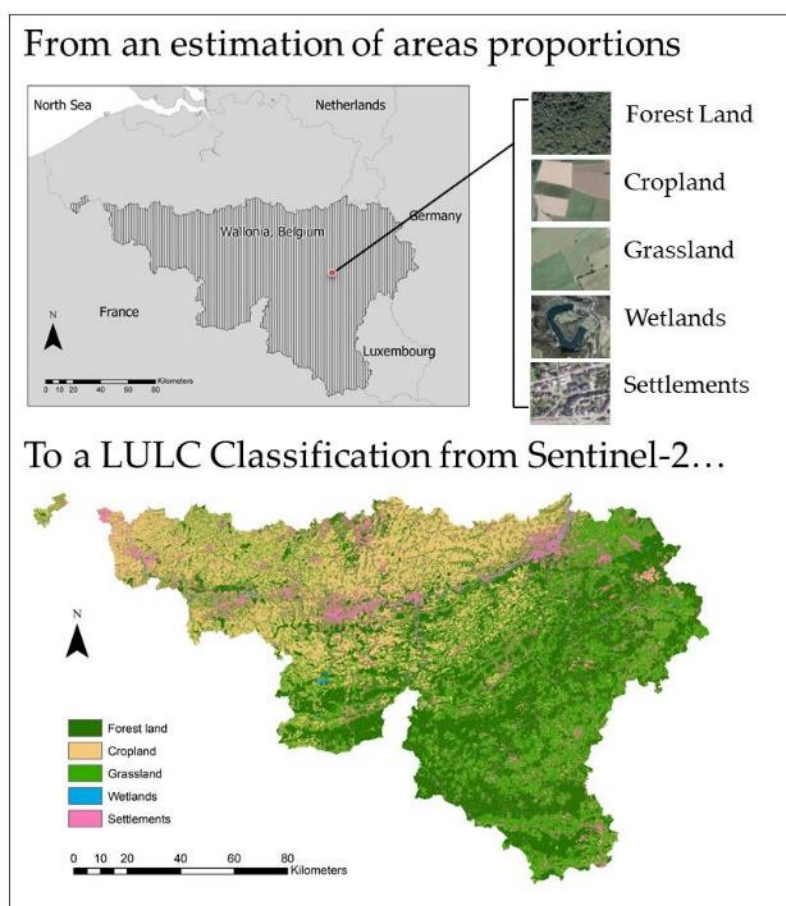 From an estimation of areas proportions
North Sea
Netherlands
Forest Land
Cropland
Germany
Wallonia, Belgium
Grassland
Wetlands
France
N
Luxembourg
Settlements
0 10 20 40 60 80
Kilometers
To a LULC Classification from Sentinel-2…
N
Forest land
Cropland
Grassland
Wetlands
Settlements
0 10 20 40 60 80
Kilometers